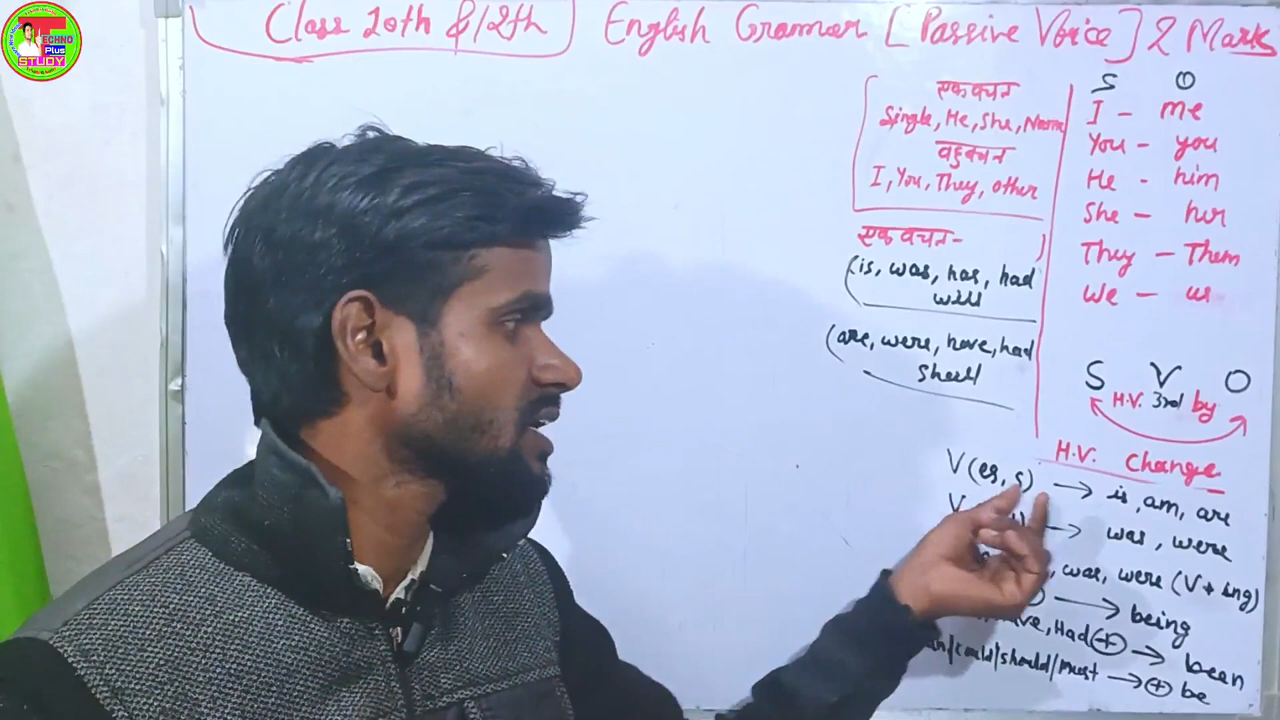 TECHNO
Plus
STUDY
Class 10th & 12th English Grammar [Passive Voice] 2 Mark
एकवचन
Single, He, She, Name
वहुवचन
I, You, They, other
एकवचन-
(is, was, has, had
will
(are, were, have, had
shall
S O
I - me
You - you
He - him
She - her
They - Them
We - us
S V O
H.V. 3rd by
H.V. Change
V(es, s) → is, am, are
V → was, were
was, were (V+ing)
→ being
Had (+) → been
/could/should/must → (+) be